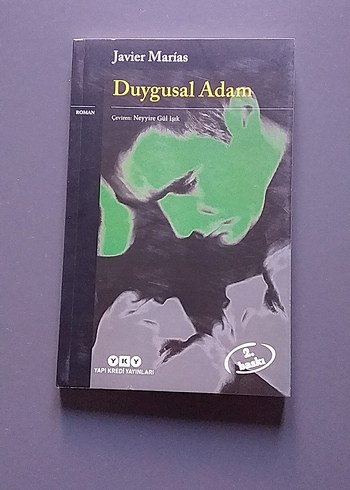 Javier Marías
Duygusal Adam
ROMAN
Çeviren: Neyyire Gül Işık
2.
baskı
YKY
YAPI KREDİ YAYINLARI